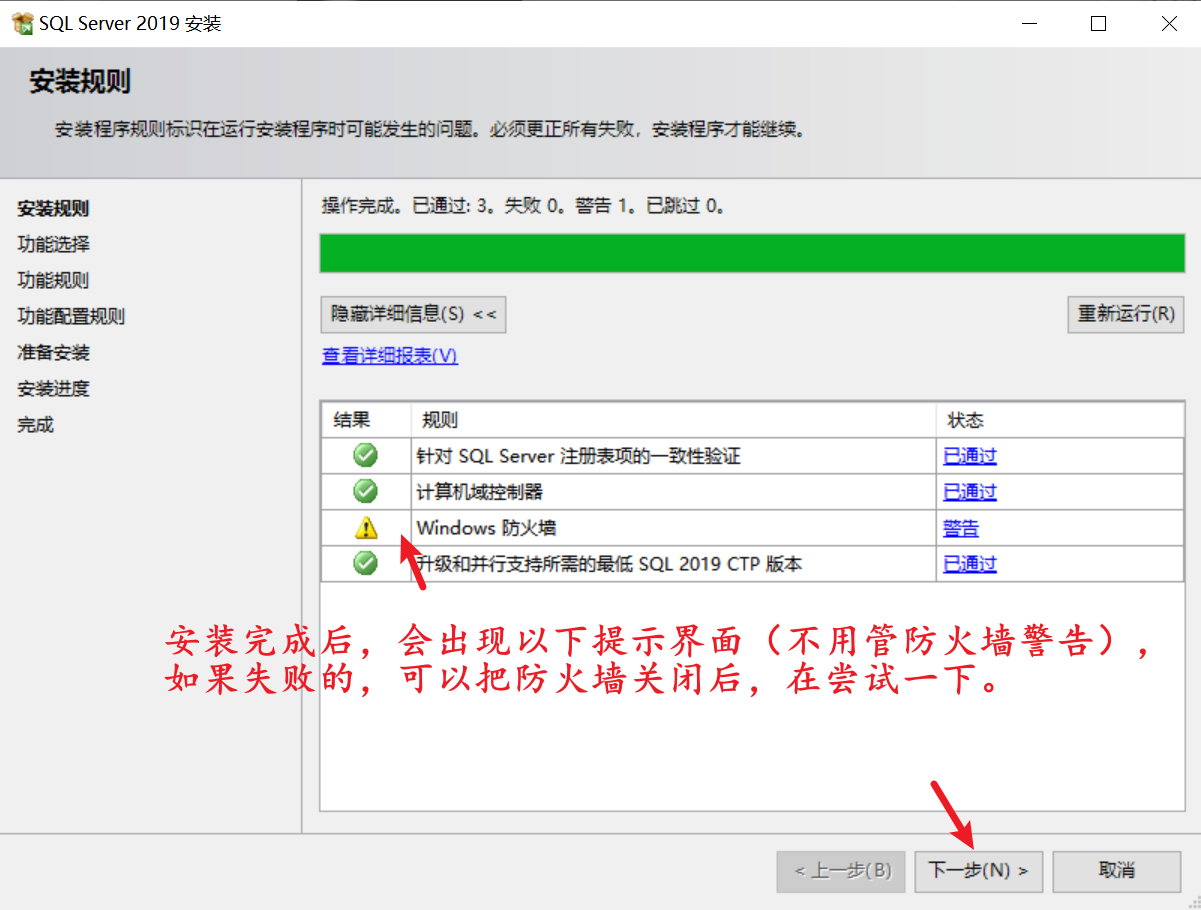 SQL Server 2019 安装
安装规则
安装程序规则标识在运行安装程序时可能发生的问题。必须更正所有失败，安装程序才能继续。
安装规则
功能选择
功能规则
功能配置规则
准备安装
安装进度
完成
操作完成。已通过: 3。失败 0。警告 1。已跳过 0。
隐藏详细信息(S) <<
重新运行(R)
查看详细报表(V)
结果 规则 状态
针对 SQL Server 注册表项的一致性验证 已通过
计算机域控制器 已通过
Windows 防火墙 警告
升级和并行支持所需的最低 SQL 2019 CTP 版本 已通过
安装完成后，会出现以下提示界面（不用管防火墙警告），
如果失败的，可以把防火墙关闭后，在尝试一下。
< 上一步(B) 下一步(N) > 取消